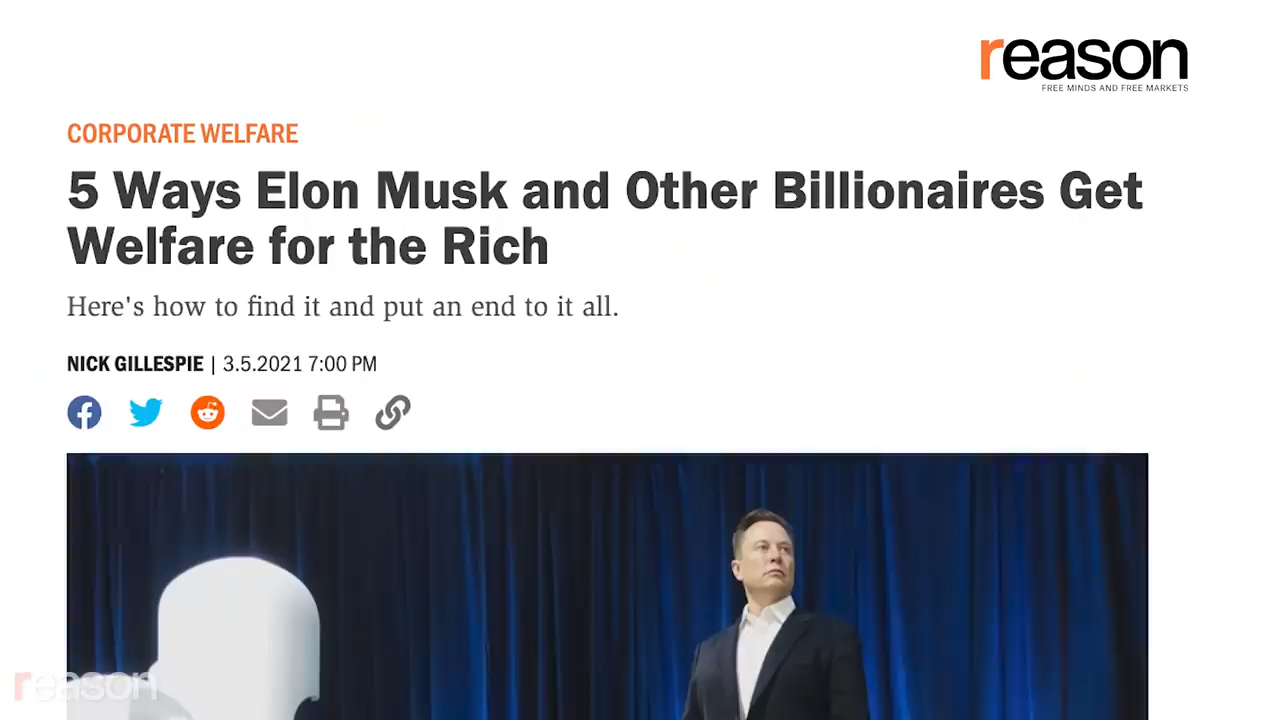 reason
FREE MINDS AND FREE MARKETS
CORPORATE WELFARE
5 Ways Elon Musk and Other Billionaires Get
Welfare for the Rich
Here's how to find it and put an end to it all.
NICK GILLESPIE | 3.5.2021 7:00 PM
reason